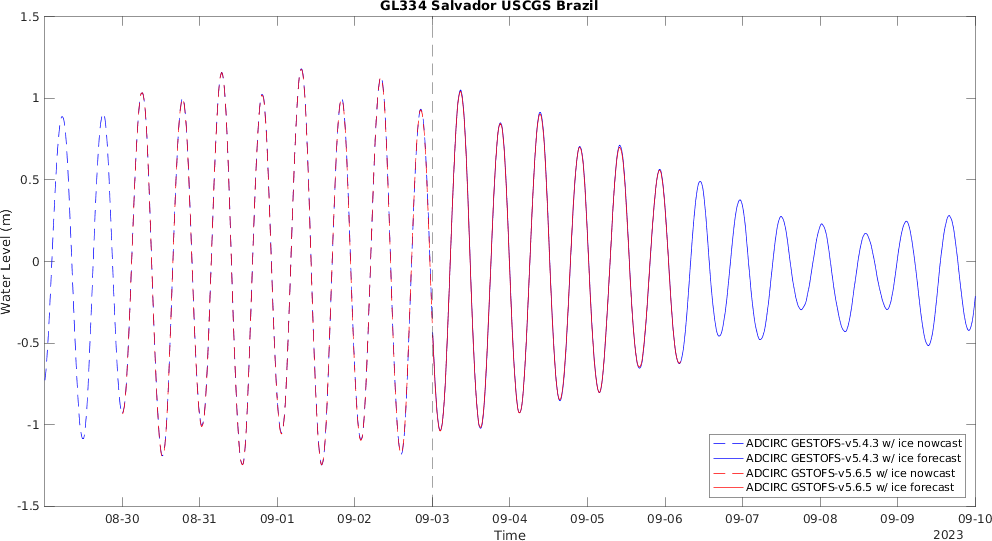 GL334 Salvador USCGS Brazil
1.5
1
0.5
0
-0.5
-1
-1.5
Water Level (m)
08-30 08-31 09-01 09-02 09-03 09-04 09-05 09-06 09-07 09-08 09-09 09-10
Time
2023
ADCIRC GESTOFS-v5.4.3 w/ ice nowcast
ADCIRC GESTOFS-v5.4.3 w/ ice forecast
ADCIRC GSTOFS-v5.6.5 w/ ice nowcast
ADCIRC GSTOFS-v5.6.5 w/ ice forecast